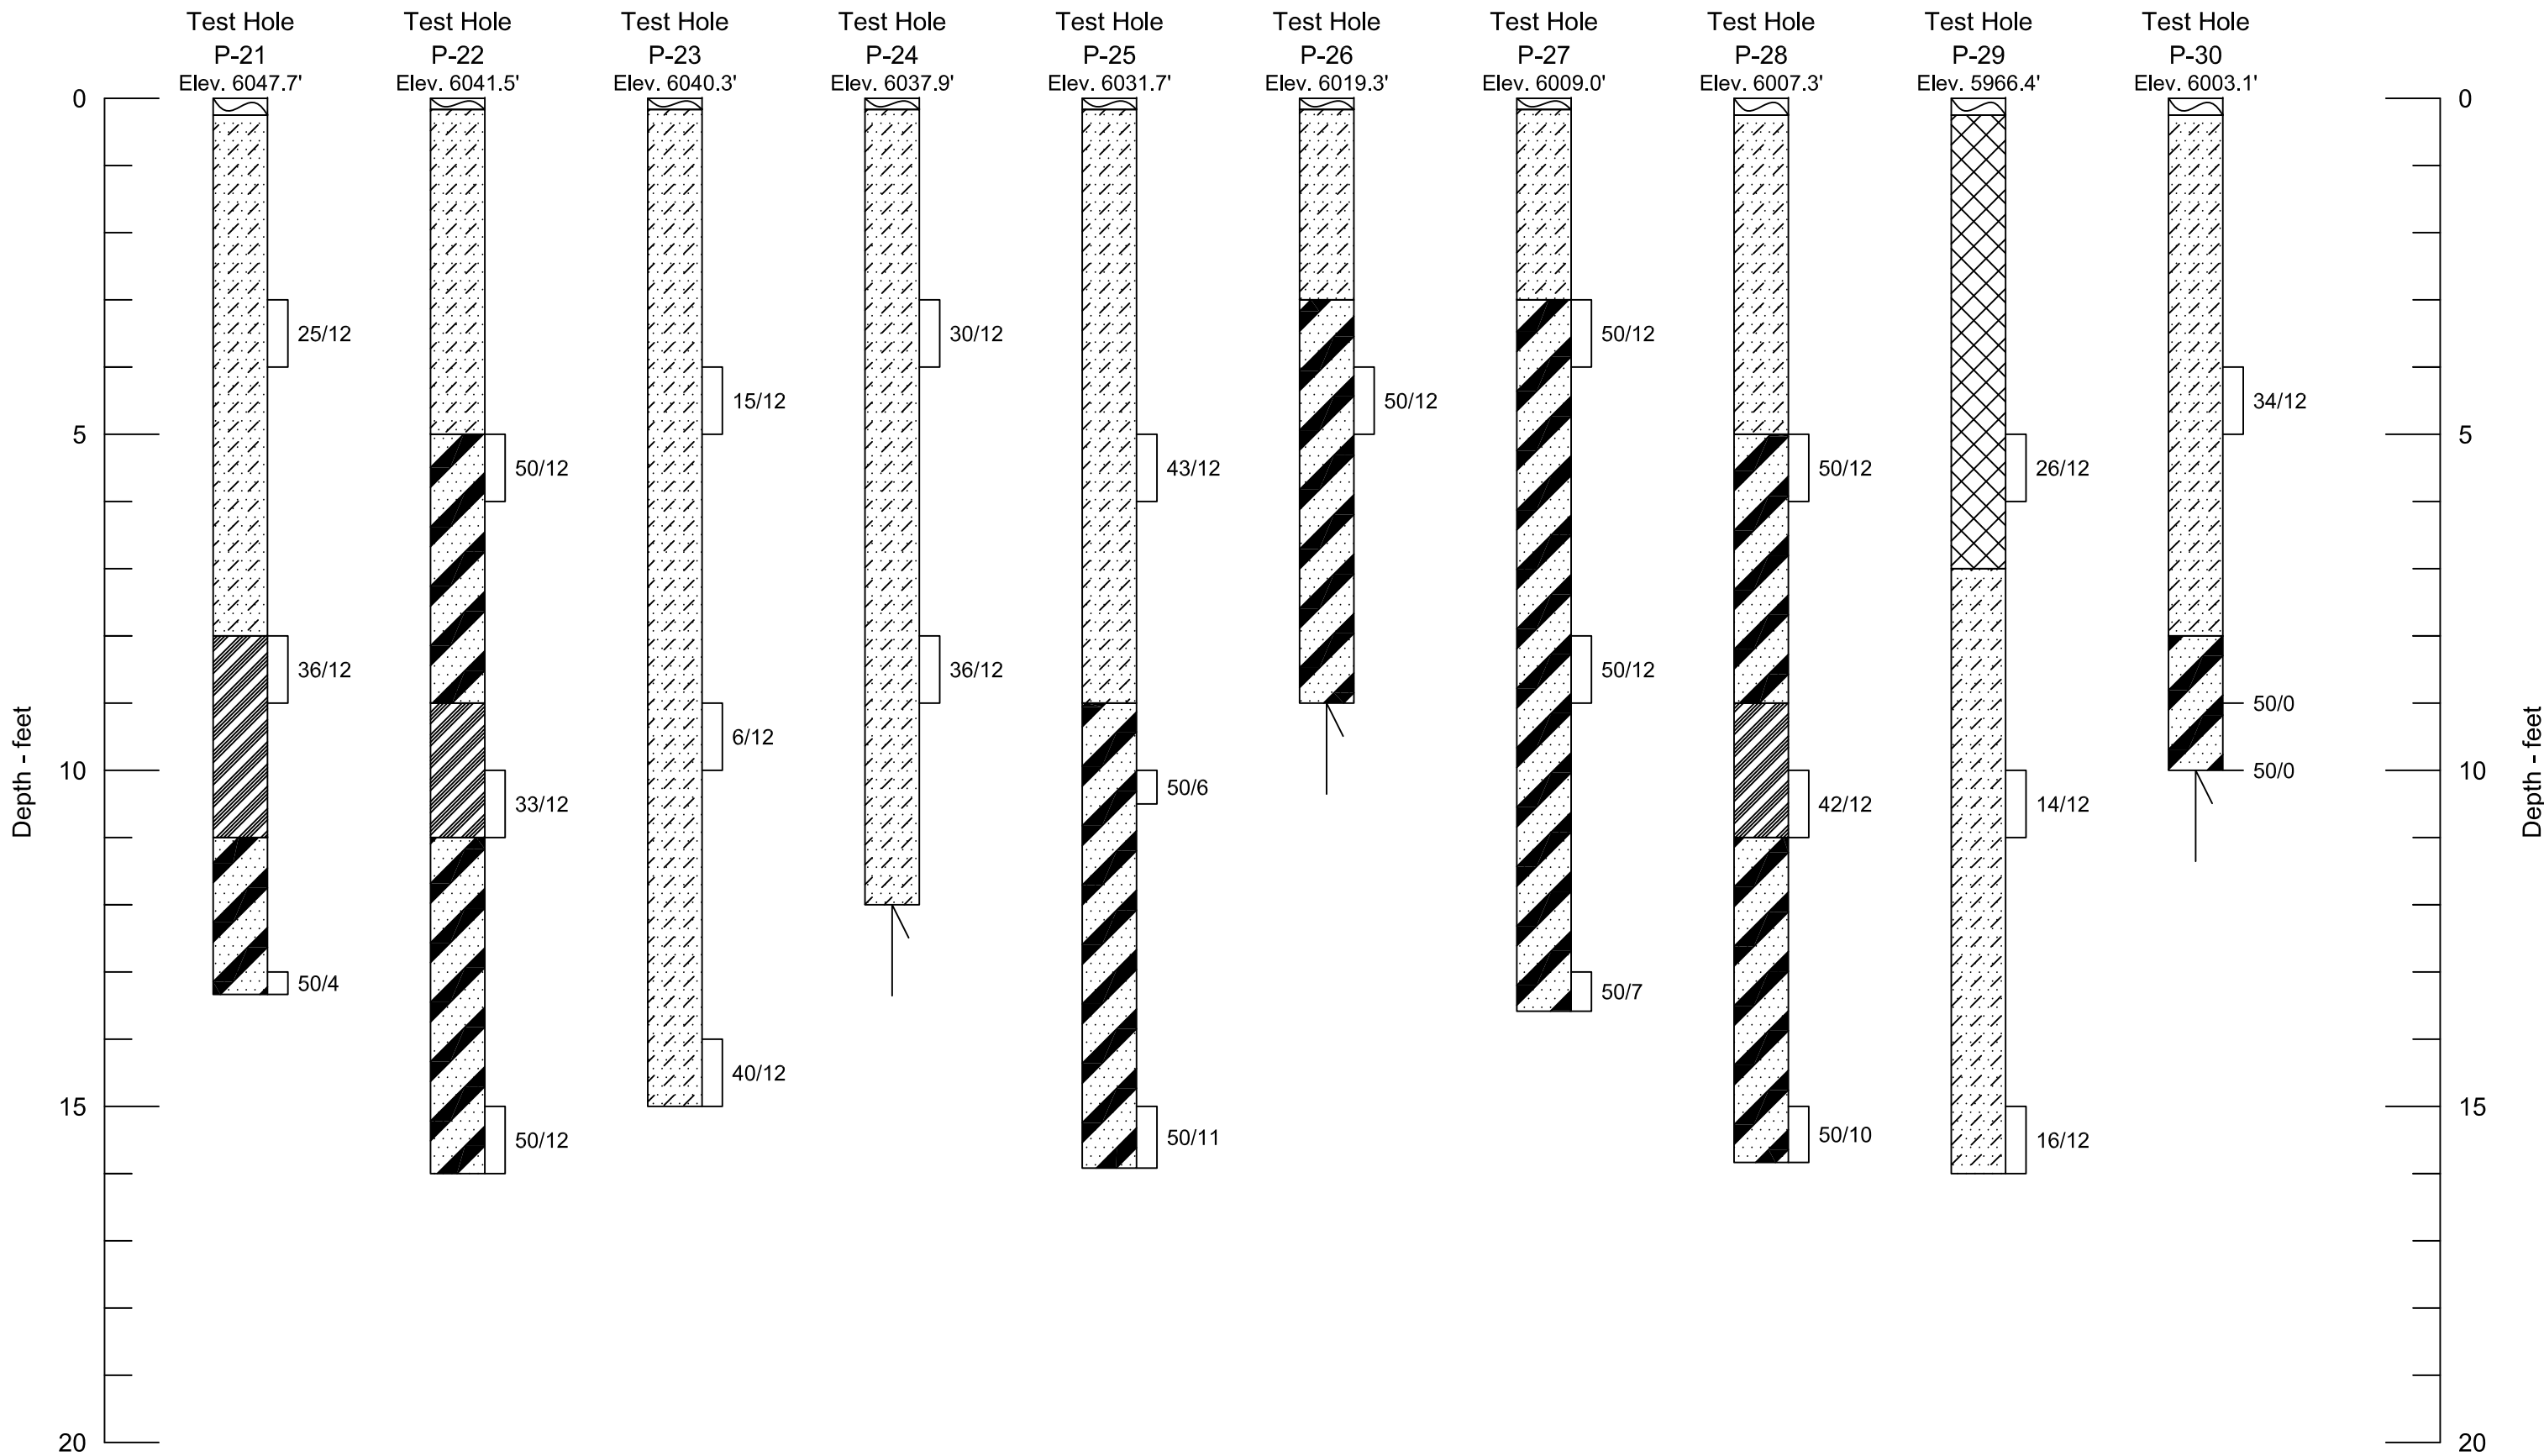 Test Hole
P-21
Elev. 6047.7'
Test Hole
P-22
Elev. 6041.5'
Test Hole
P-23
Elev. 6040.3'
Test Hole
P-24
Elev. 6037.9'
Test Hole
P-25
Elev. 6031.7'
Test Hole
P-26
Elev. 6019.3'
Test Hole
P-27
Elev. 6009.0'
Test Hole
P-28
Elev. 6007.3'
Test Hole
P-29
Elev. 5966.4'
Test Hole
P-30
Elev. 6003.1'
Depth - feet
0
5
10
15
20
25/12
36/12
50/4
50/12
33/12
50/12
15/12
6/12
40/12
30/12
36/12
43/12
50/6
50/11
50/12
50/12
50/12
50/7
50/12
42/12
50/10
26/12
14/12
16/12
34/12
50/0
50/0
0
5
10
15
20
Depth - feet